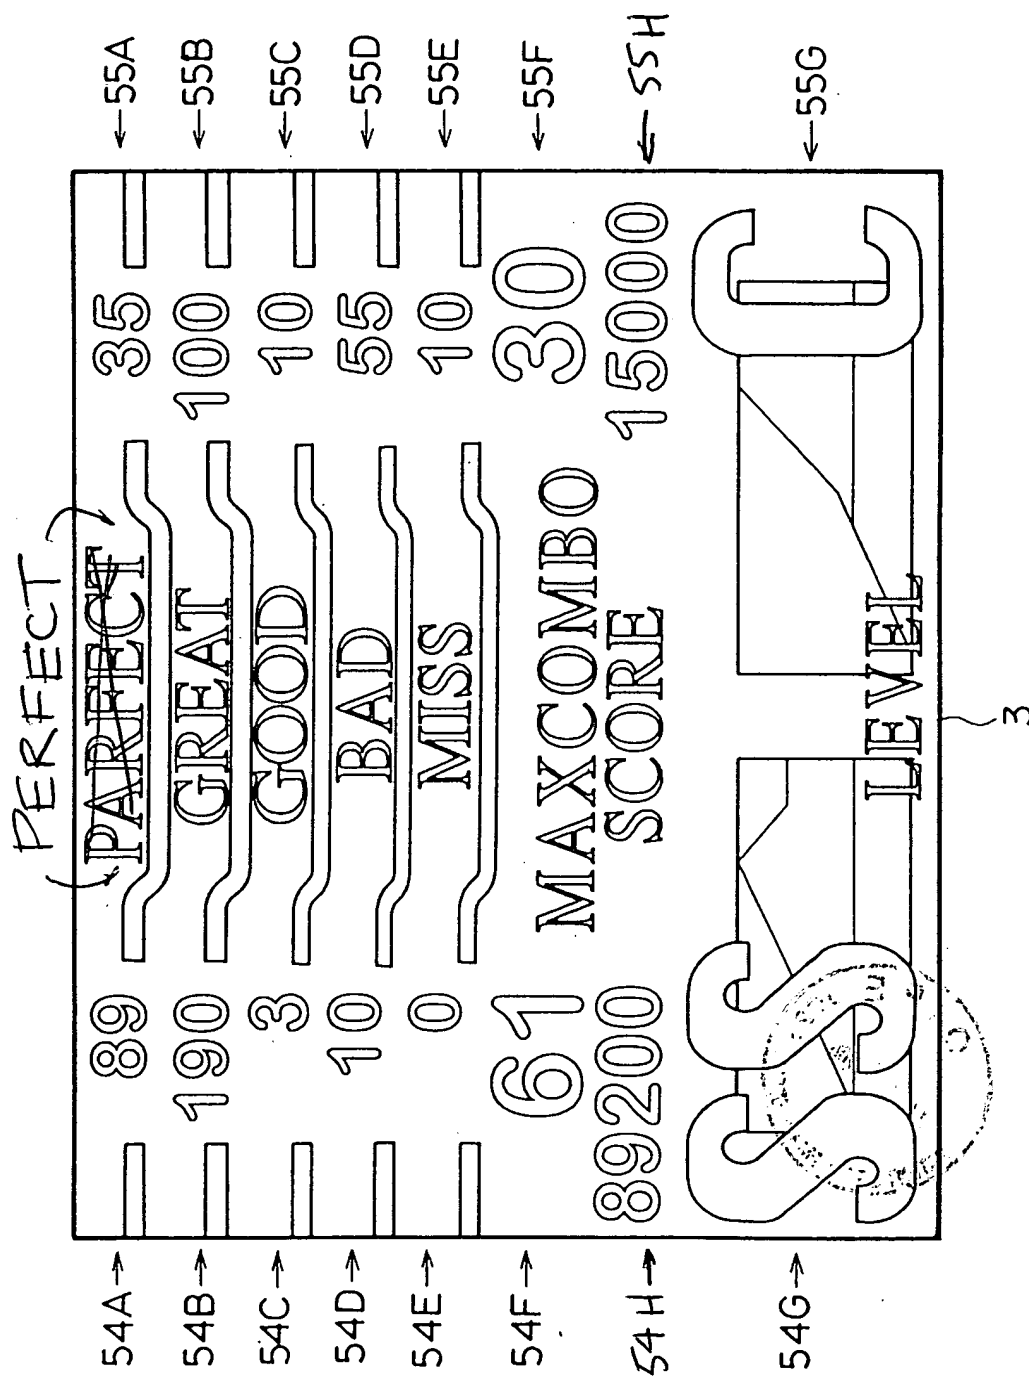 PERFECT
54A→ 89 PARFECT 35 ←55A
54B→ 190 GREAT 100 ←55B
54C→ 3 GOOD 10 ←55C
54D→ 10 BAD 55 ←55D
54E→ 0 MISS 10 ←55E
54F→ 61 MAXCOMBO 30 ←55F
54H→ 89200 SCORE 15000 ←55H
54G→ SS LEVEL C ←55G
3